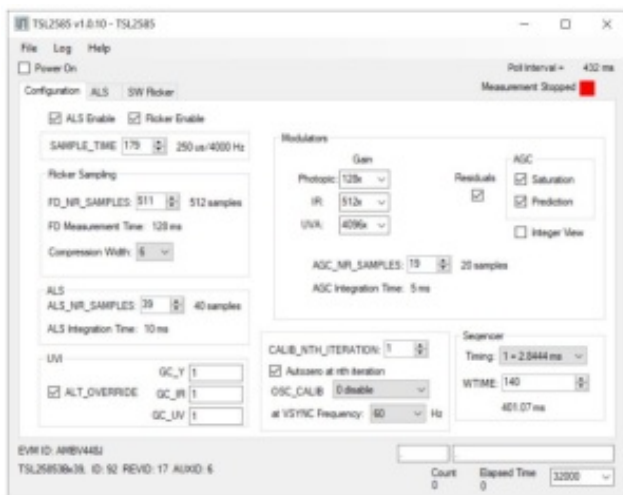 TSL2585 v1.0.10 - TSL2585
File Log Help
Power On
Poll Interval = 432 ms
Configuration ALS SW Flicker
Measurement Stopped
ALS Enable Flicker Enable
SAMPLE_TIME 179 250 us/4000 Hz
Flicker Sampling
FD_NR_SAMPLES: 511 512 samples
FD Measurement Time: 128 ms
Compression Width: 6
ALS
ALS_NR_SAMPLES: 39 40 samples
ALS Integration Time: 10 ms
UVI
ALT_OVERRIDE
GC_Y 1
GC_IR 1
GC_UV 1
Modulators
Gain
Photopic: 128x
IR: 512x
UVA: 4096x
Residuals
AGC
Saturation
Prediction
Integer View
AGC_NR_SAMPLES: 19 20 samples
AGC Integration Time: 5 ms
CALIB_NTH_ITERATION: 1
Autozero at nth iteration
OSC_CALIB 0 disable
at VSYNC Frequency: 60 Hz
Seqencer
Timing: 1 = 2.8444 ms
WTIME: 140
401.07 ms
EVM ID:
ID: 92 REVID: 17 AUXID: 6
Count
0
Elapsed Time
0
32000